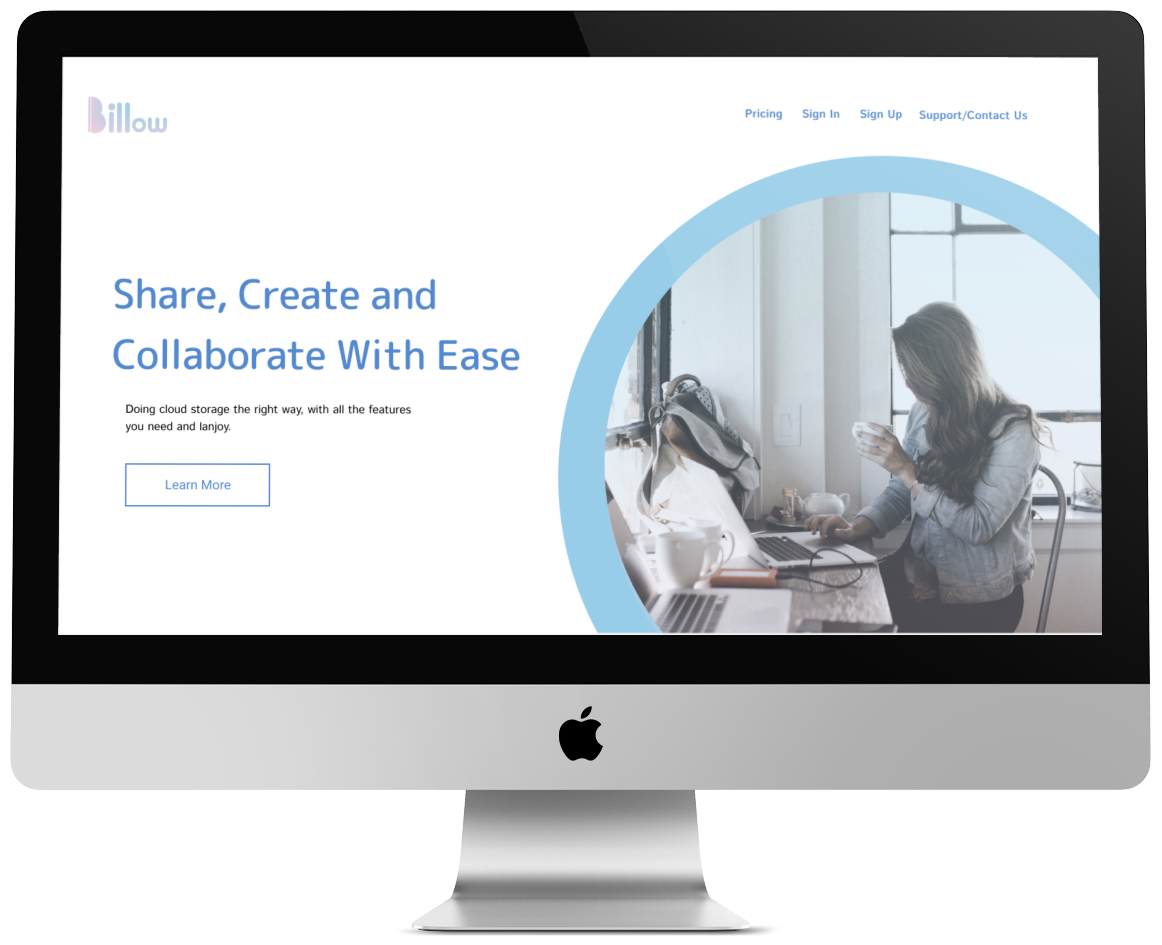 Billow
Pricing Sign In Sign Up Support/Contact Us
Share, Create and
Collaborate With Ease
Doing cloud storage the right way, with all the features
you need and lanjoy.
Learn More